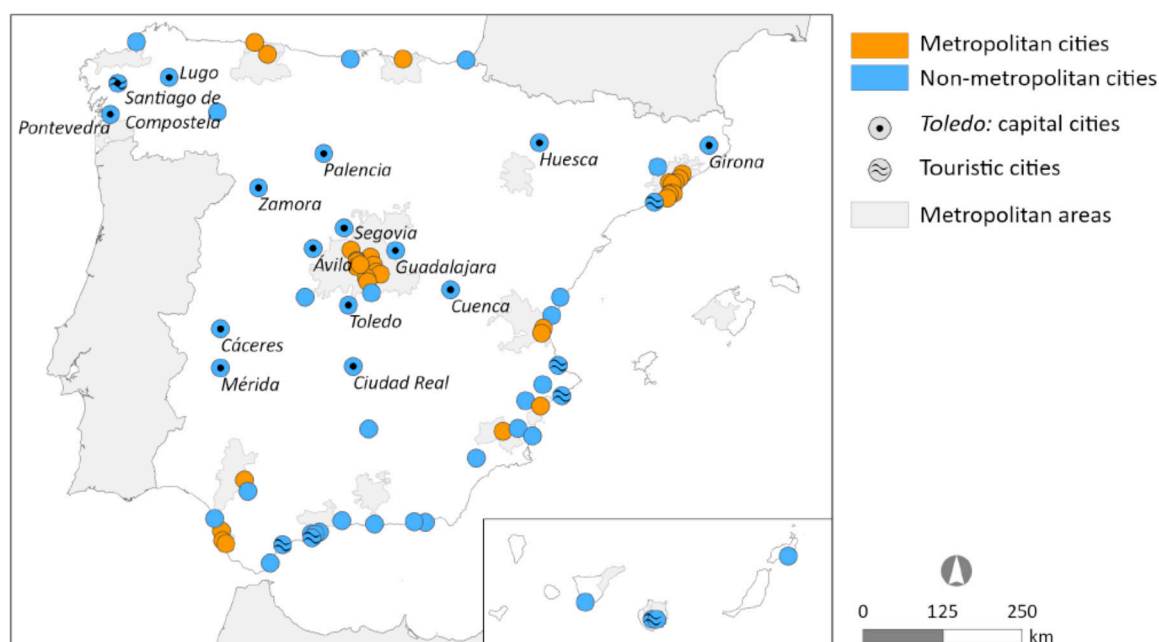 Lugo
Santiago de
Compostela
Pontevedra
Palencia
Zamora
Huesca
Girona
Segovia
Ávila
Guadalajara
Cuenca
Toledo
Cáceres
Mérida
Ciudad Real
Metropolitan cities
Non-metropolitan cities
Toledo: capital cities
Touristic cities
Metropolitan areas
0 125 250
km